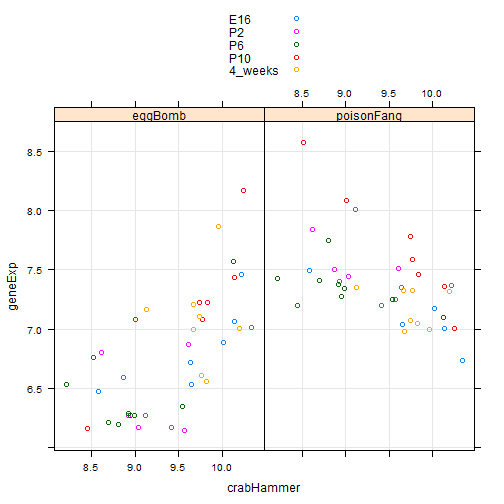 E16
P2
P6
P10
4_weeks
8.5 9.0 9.5 10.0
eggBomb poisonFang
8.5
8.0
7.5
7.0
6.5
geneExp
8.5 9.0 9.5 10.0
crabHammer